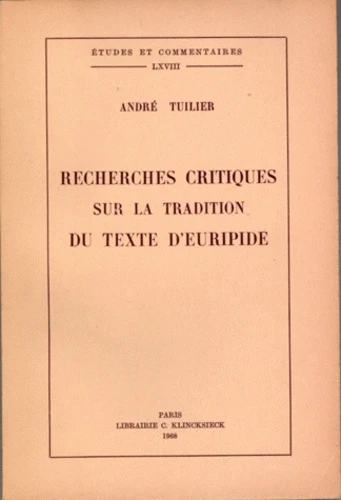 ÉTUDES ET COMMENTAIRES
LXVIII
ANDRÉ TUILIER
RECHERCHES CRITIQUES
SUR LA TRADITION
DU TEXTE D'EURIPIDE
PARIS
LIBRAIRIE C. KLINCKSIECK
1968